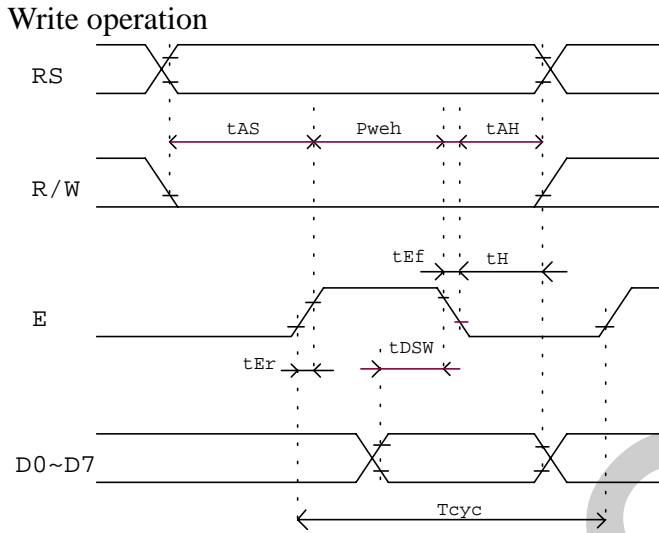 Write operation
RS
tAS Pweh tAH
R/W
tEf tH
E
tEr tDSW
D0~D7
Tcyc